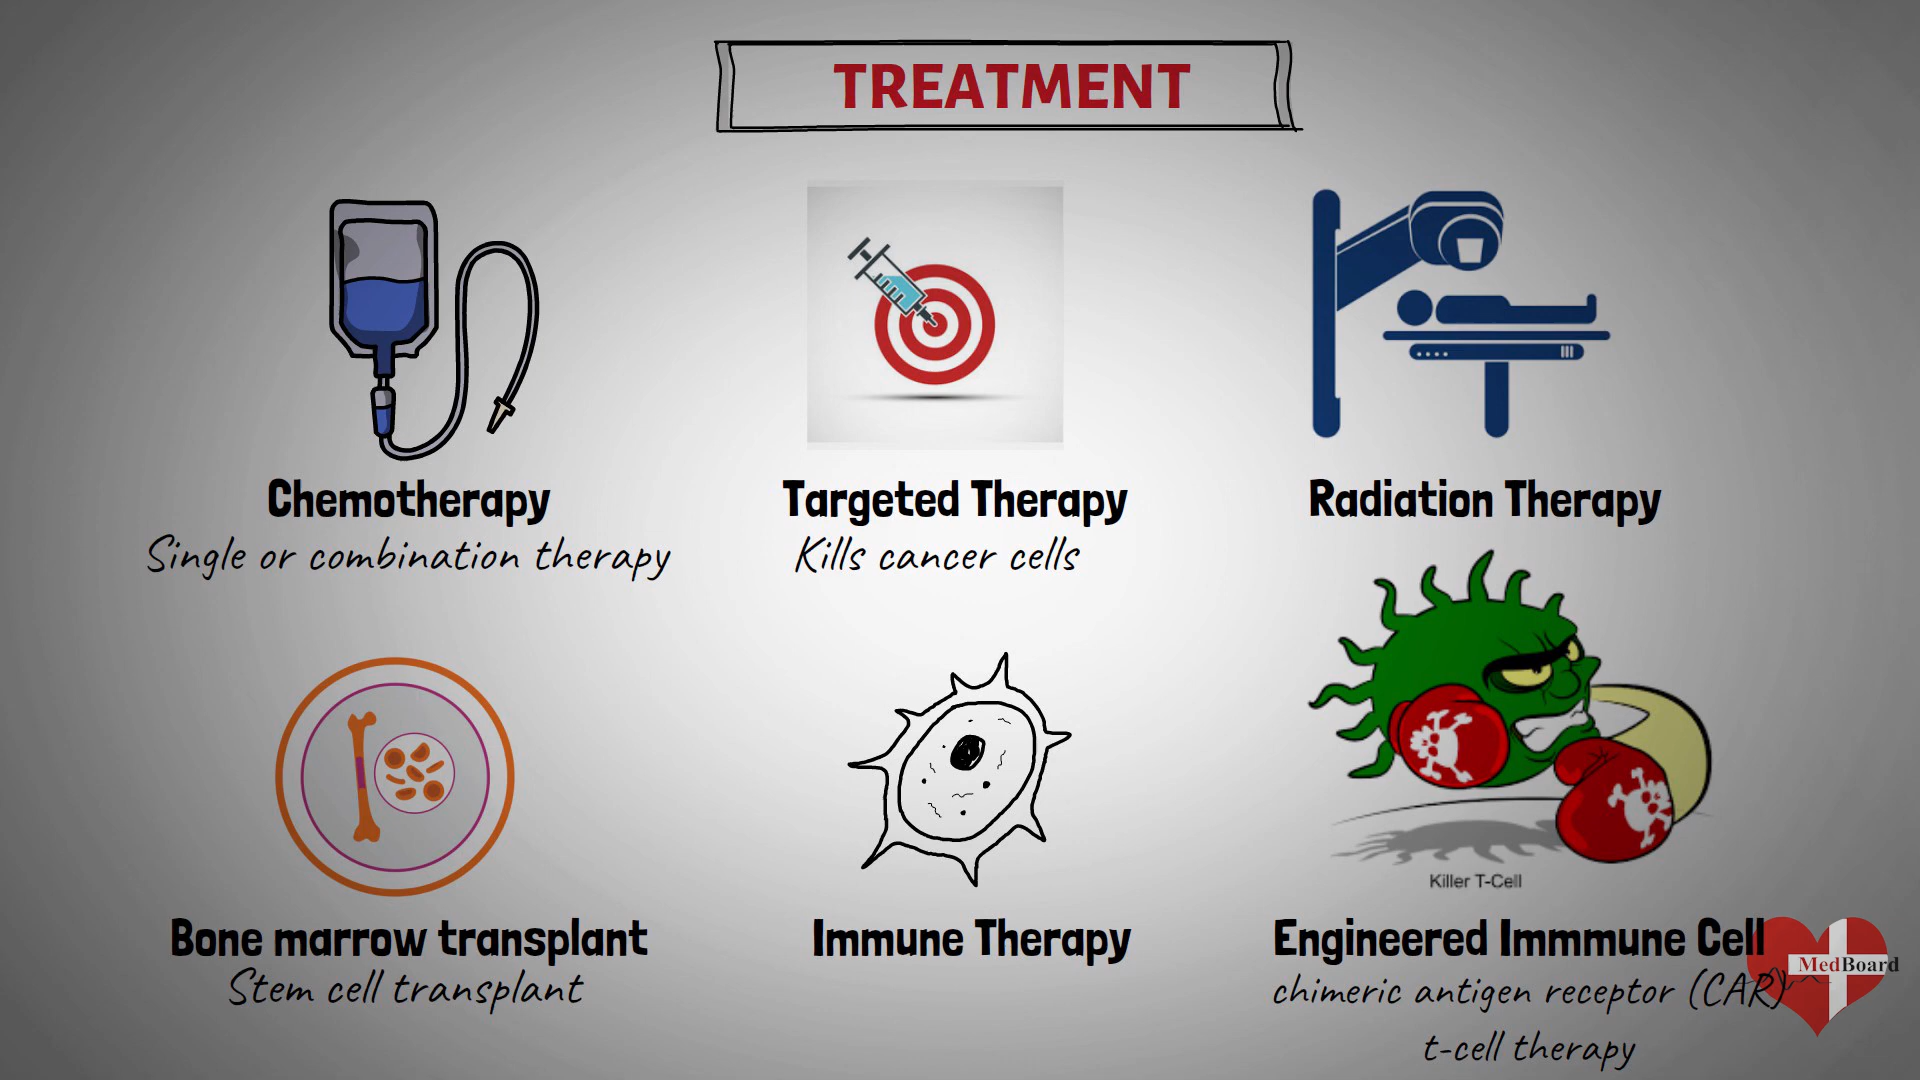 TREATMENT
Chemotherapy
Single or combination therapy
Targeted Therapy
Kills cancer cells
Radiation Therapy
Bone marrow transplant
Stem cell transplant
Immune Therapy
Killer T-Cell
Engineered Immmune Cell
chimeric antigen receptor (CAR)
t-cell therapy
MedBoard